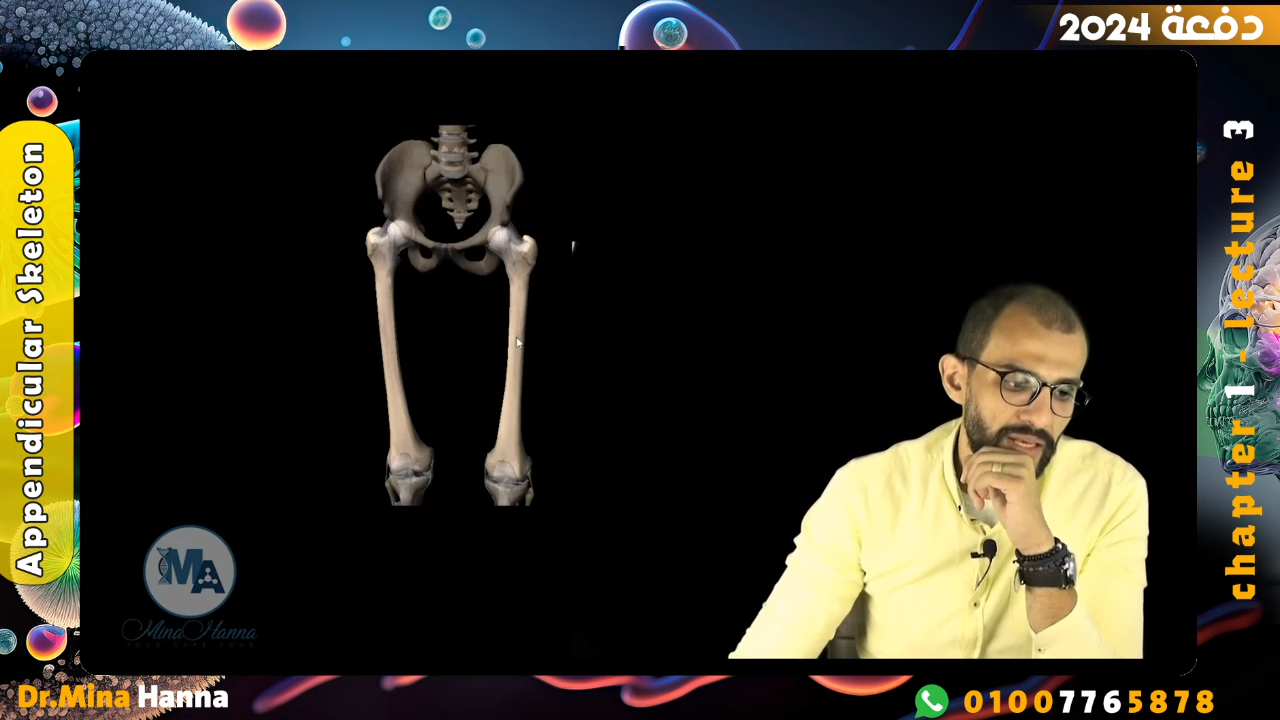 دفعة 2024
Appendicular Skeleton
chapter 1 - lecture 3
MA
Mina Hanna
Dr.Mina Hanna
01007765878